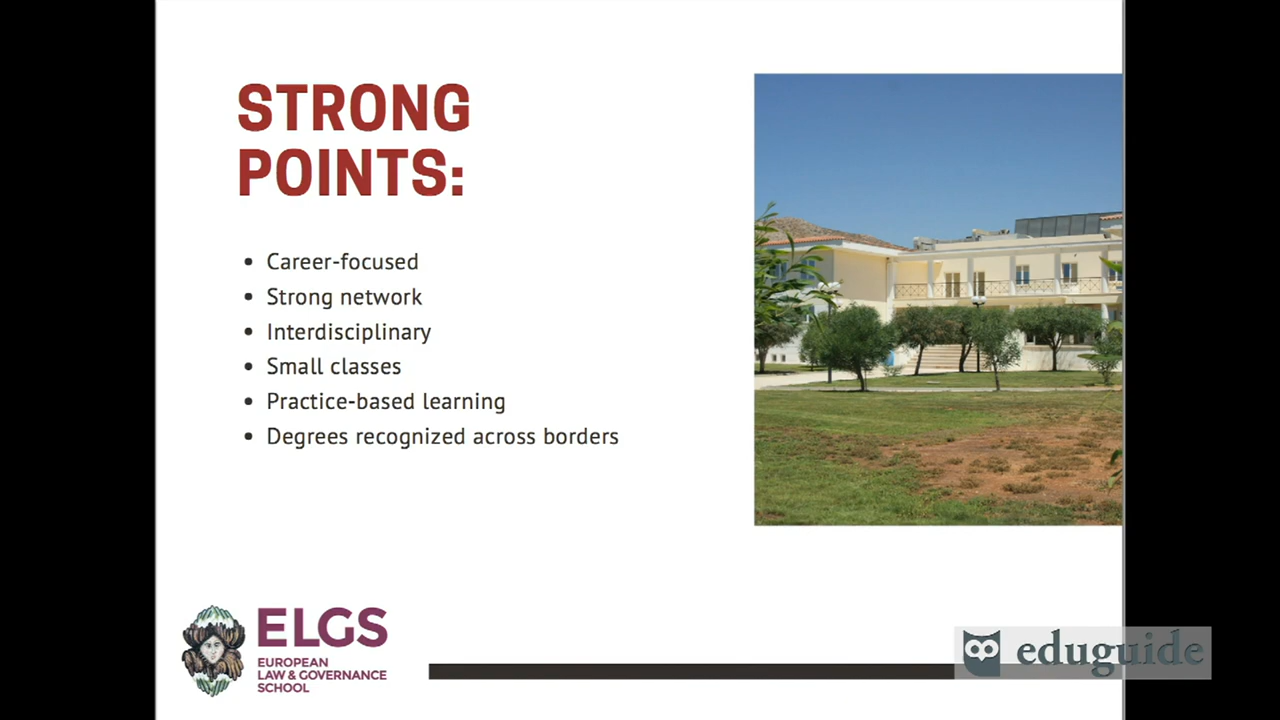 STRONG
POINTS:
• Career-focused
• Strong network
• Interdisciplinary
• Small classes
• Practice-based learning
• Degrees recognized across borders
ELGS
EUROPEAN
LAW & GOVERNANCE
SCHOOL
eduguide